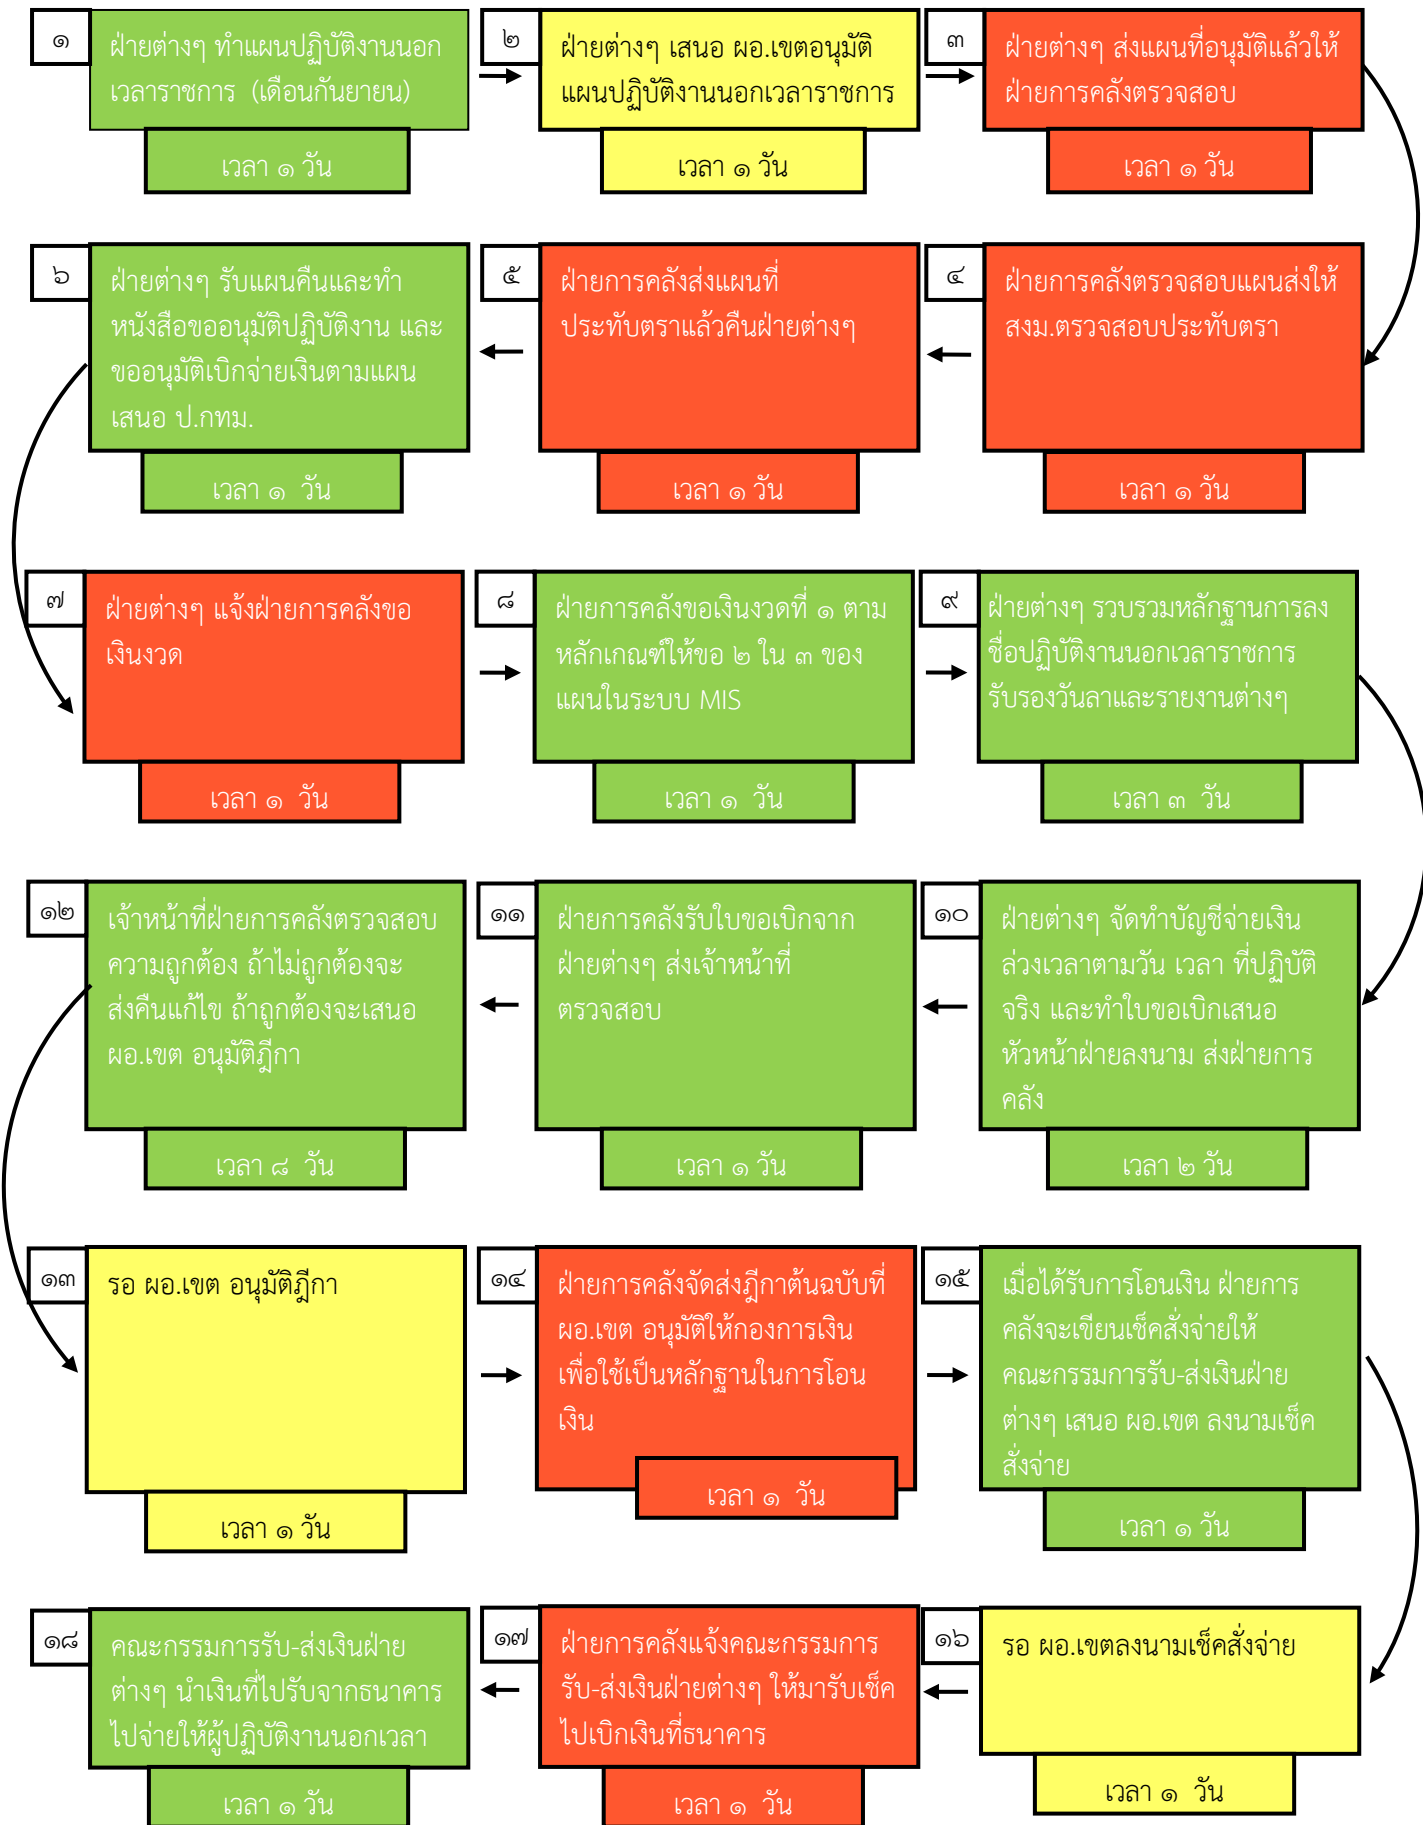 ๑
ฝ่ายต่างๆ ทำแผนปฏิบัติงานนอก
เวลาราชการ (เดือนกันยายน)
เวลา ๑ วัน
๒
ฝ่ายต่างๆ เสนอ ผอ.เขตอนุมัติ
แผนปฏิบัติงานนอกเวลาราชการ
เวลา ๑ วัน
๓
ฝ่ายต่างๆ ส่งแผนที่อนุมัติแล้วให้
ฝ่ายการคลังตรวจสอบ
เวลา ๑ วัน
๔
ฝ่ายการคลังตรวจสอบแผนส่งให้
สงม.ตรวจสอบประทับตรา
เวลา ๑ วัน
๕
ฝ่ายการคลังส่งแผนที่
ประทับตราแล้วคืนฝ่ายต่างๆ
เวลา ๑ วัน
๖
ฝ่ายต่างๆ รับแผนคืนและทำ
หนังสือขออนุมัติปฏิบัติงาน และ
ขออนุมัติเบิกจ่ายเงินตามแผน
เสนอ ป.กทม.
เวลา ๑ วัน
๗
ฝ่ายต่างๆ แจ้งฝ่ายการคลังขอ
เงินงวด
เวลา ๑ วัน
๘
ฝ่ายการคลังขอเงินงวดที่ ๑ ตาม
หลักเกณฑ์ให้ขอ ๒ ใน ๓ ของ
แผนในระบบ MIS
เวลา ๑ วัน
๙
ฝ่ายต่างๆ รวบรวมหลักฐานการลง
ชื่อปฏิบัติงานนอกเวลาราชการ
รับรองวันลาและรายงานต่างๆ
เวลา ๓ วัน
๑๐
ฝ่ายต่างๆ จัดทำบัญชีจ่ายเงิน
ล่วงเวลาตามวัน เวลา ที่ปฏิบัติ
จริง และทำใบขอเบิกเสนอ
หัวหน้าฝ่ายลงนาม ส่งฝ่ายการ
คลัง
เวลา ๒ วัน
๑๑
ฝ่ายการคลังรับใบขอเบิกจาก
ฝ่ายต่างๆ ส่งเจ้าหน้าที่
ตรวจสอบ
เวลา ๑ วัน
๑๒
เจ้าหน้าที่ฝ่ายการคลังตรวจสอบ
ความถูกต้อง ถ้าไม่ถูกต้องจะ
ส่งคืนแก้ไข ถ้าถูกต้องจะเสนอ
ผอ.เขต อนุมัติฎีกา
เวลา ๘ วัน
๑๓
รอ ผอ.เขต อนุมัติฎีกา
เวลา ๑ วัน
๑๔
ฝ่ายการคลังจัดส่งฎีกาต้นฉบับที่
ผอ.เขต อนุมัติให้กองการเงิน
เพื่อใช้เป็นหลักฐานในการโอน
เงิน
เวลา ๑ วัน
๑๕
เมื่อได้รับการโอนเงิน ฝ่ายการ
คลังจะเขียนเช็คสั่งจ่ายให้
คณะกรรมการรับ-ส่งเงินฝ่าย
ต่างๆ เสนอ ผอ.เขต ลงนามเช็ค
สั่งจ่าย
เวลา ๑ วัน
๑๖
รอ ผอ.เขตลงนามเช็คสั่งจ่าย
เวลา ๑ วัน
๑๗
ฝ่ายการคลังแจ้งคณะกรรมการ
รับ-ส่งเงินฝ่ายต่างๆ ให้มารับเช็ค
ไปเบิกเงินที่ธนาคาร
เวลา ๑ วัน
๑๘
คณะกรรมการรับ-ส่งเงินฝ่าย
ต่างๆ นำเงินที่ไปรับจากธนาคาร
ไปจ่ายให้ผู้ปฏิบัติงานนอกเวลา
เวลา ๑ วัน